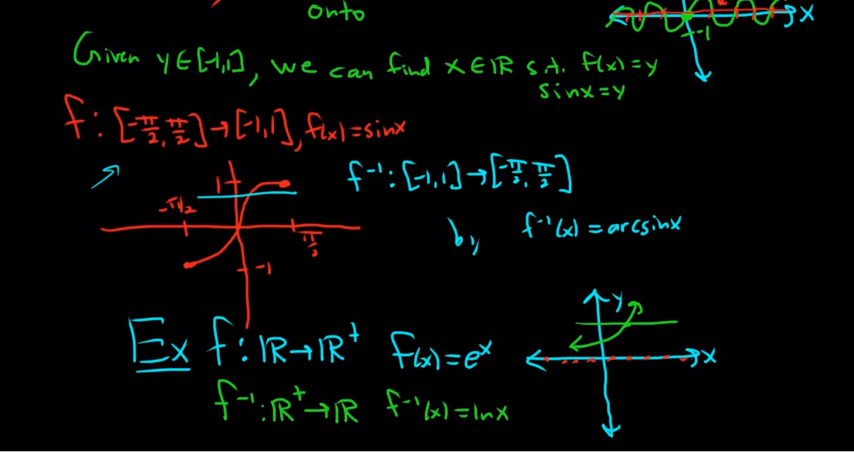 onto
x
-1
Given y∈[-1,1], we can find x∈ℝ s.t. f(x)=y
sinx=y
f: [-π/2, π/2]→[-1,1], f(x)=sinx
f⁻¹: [-1,1]→[-π/2, π/2]
1
-π/2
π/2
-1
by f⁻¹(x)=arcsinx
y
Ex f: ℝ→ℝ⁺ f(x)=eˣ
x
f⁻¹: ℝ⁺→ℝ f⁻¹(x)=lnx